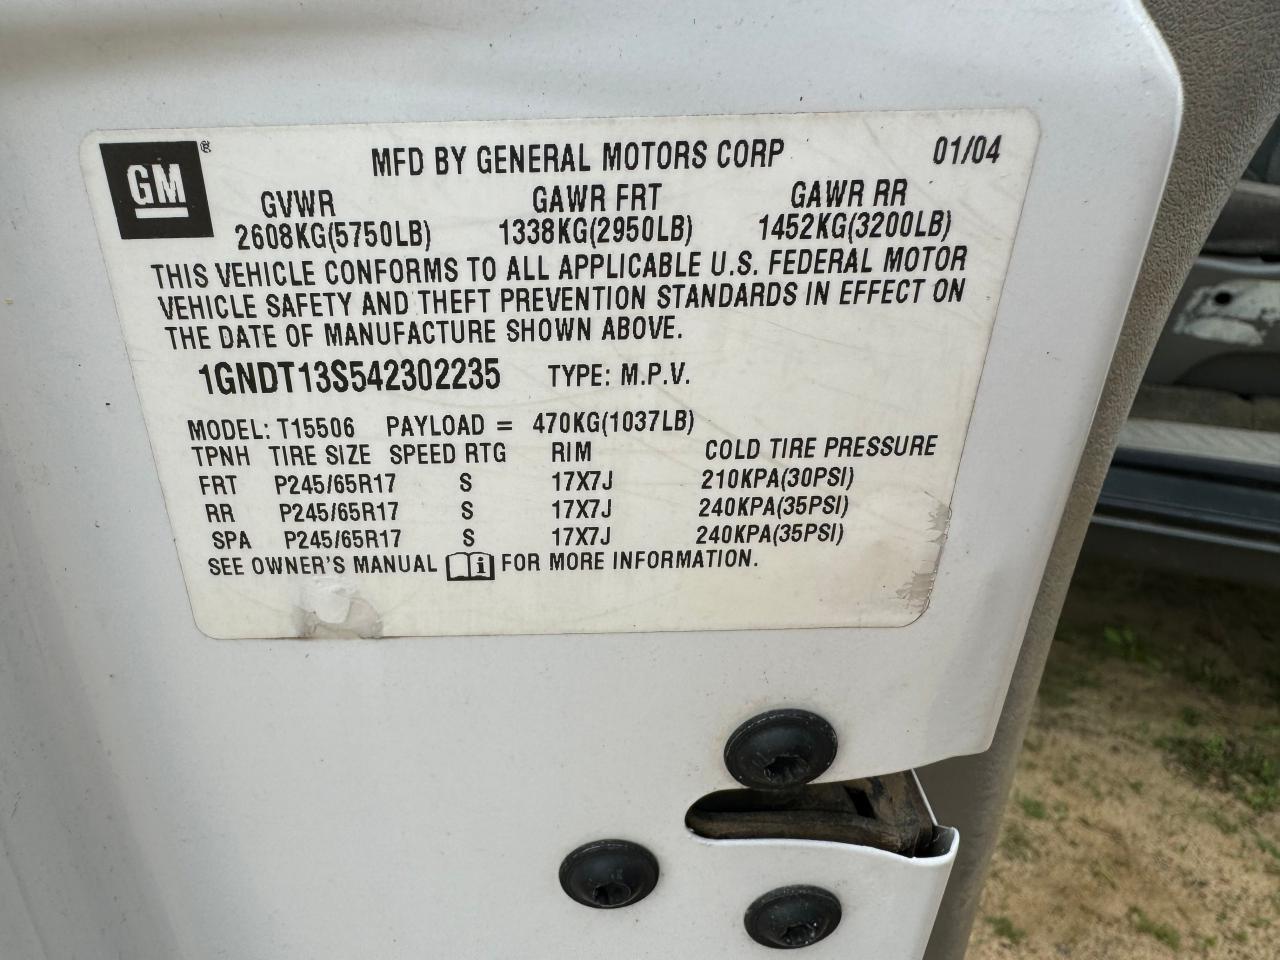 GM®
MFD BY GENERAL MOTORS CORP 01/04
GVWR GAWR FRT GAWR RR
2608KG(5750LB) 1338KG(2950LB) 1452KG(3200LB)
THIS VEHICLE CONFORMS TO ALL APPLICABLE U.S. FEDERAL MOTOR
VEHICLE SAFETY AND THEFT PREVENTION STANDARDS IN EFFECT ON
THE DATE OF MANUFACTURE SHOWN ABOVE.
1GNDT13S542302235 TYPE: M.P.V.
MODEL: T15506 PAYLOAD = 470KG(1037LB)
TPNH TIRE SIZE SPEED RTG RIM COLD TIRE PRESSURE
FRT P245/65R17 S 17X7J 210KPA(30PSI)
RR P245/65R17 S 17X7J 240KPA(35PSI)
SPA P245/65R17 S 17X7J 240KPA(35PSI)
SEE OWNER'S MANUAL i FOR MORE INFORMATION.